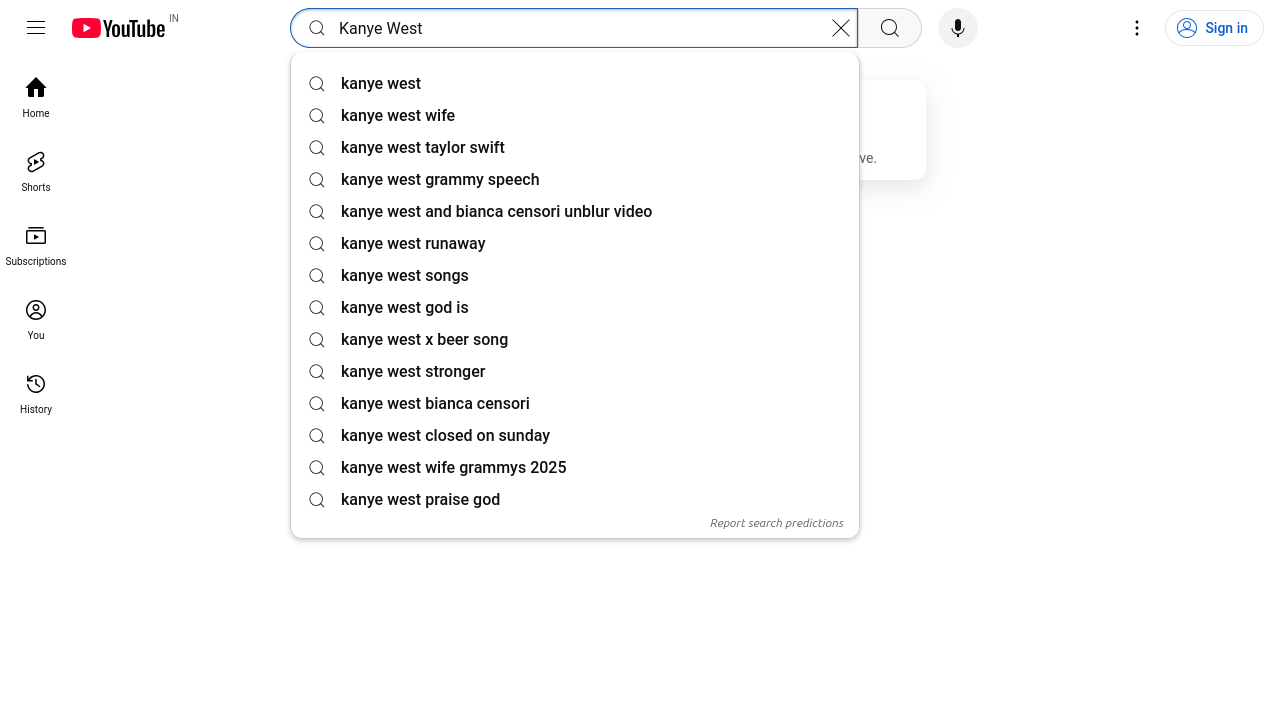 YouTube IN
Kanye West
Sign in
Home
Shorts
Subscriptions
You
History
kanye west
kanye west wife
kanye west taylor swift
kanye west grammy speech
kanye west and bianca censori unblur video
kanye west runaway
kanye west songs
kanye west god is
kanye west x beer song
kanye west stronger
kanye west bianca censori
kanye west closed on sunday
kanye west wife grammys 2025
kanye west praise god
Report search predictions
ve.